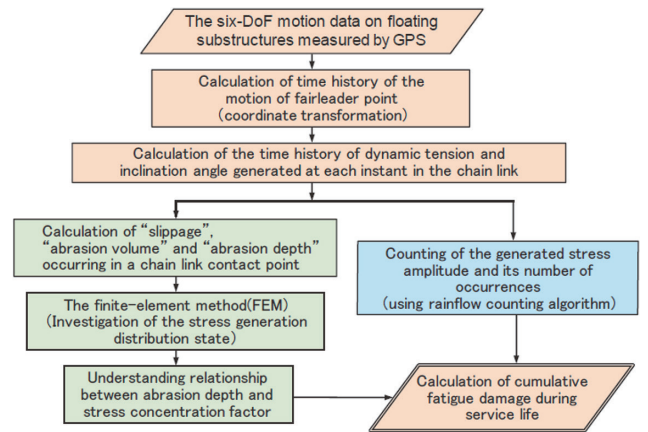 The six-DoF motion data on floating
substructures measured by GPS
Calculation of time history of the
motion of fairleader point
(coordinate transformation)
Calculation of the time history of dynamic tension and
inclination angle generated at each instant in the chain link
Calculation of “slippage”,
“abrasion volume” and “abrasion depth”
occurring in a chain link contact point
The finite-element method(FEM)
(Investigation of the stress generation
distribution state)
Understanding relationship
between abrasion depth and
stress concentration factor
Counting of the generated stress
amplitude and its number of
occurrences
(using rainflow counting algorithm)
Calculation of cumulative
fatigue damage during
service life